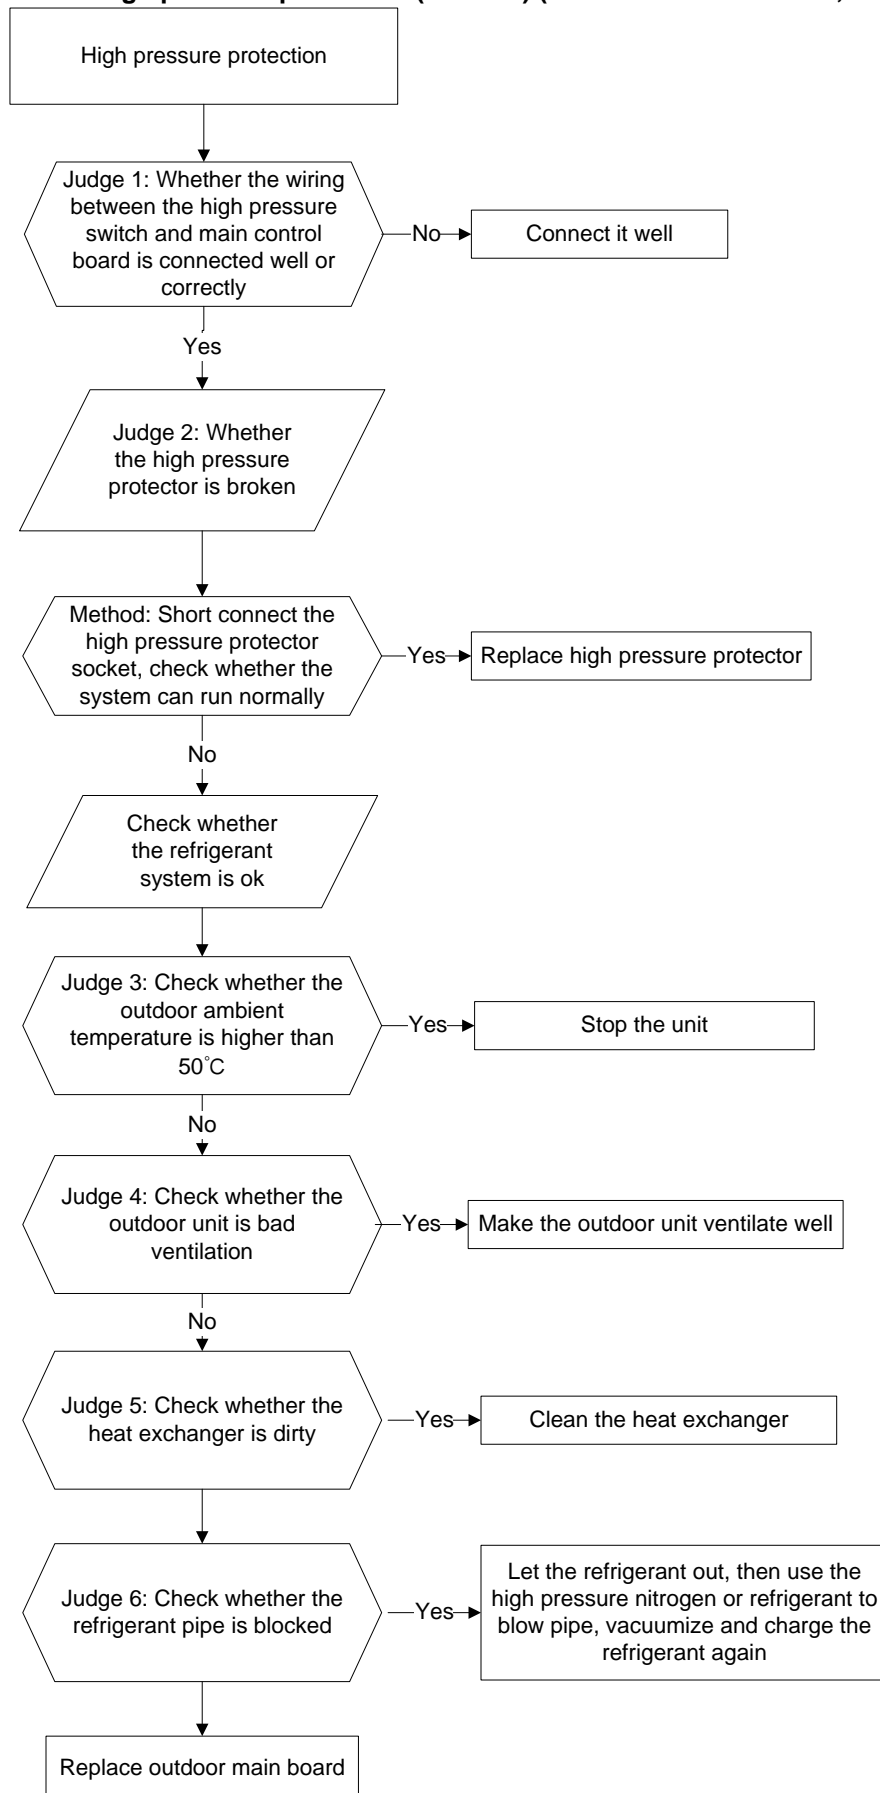 High pressure protection
Judge 1: Whether the wiring
between the high pressure
switch and main control
board is connected well or
correctly
No
Connect it well
Yes
Judge 2: Whether
the high pressure
protector is broken
Method: Short connect the
high pressure protector
socket, check whether the
system can run normally
Yes
Replace high pressure protector
No
Check whether
the refrigerant
system is ok
Judge 3: Check whether the
outdoor ambient
temperature is higher than
50℃
Yes
Stop the unit
No
Judge 4: Check whether the
outdoor unit is bad
ventilation
Yes
Make the outdoor unit ventilate well
No
Judge 5: Check whether the
heat exchanger is dirty
Yes
Clean the heat exchanger
Judge 6: Check whether the
refrigerant pipe is blocked
Yes
Let the refrigerant out, then use the
high pressure nitrogen or refrigerant to
blow pipe, vacuumize and charge the
refrigerant again
Replace outdoor main board